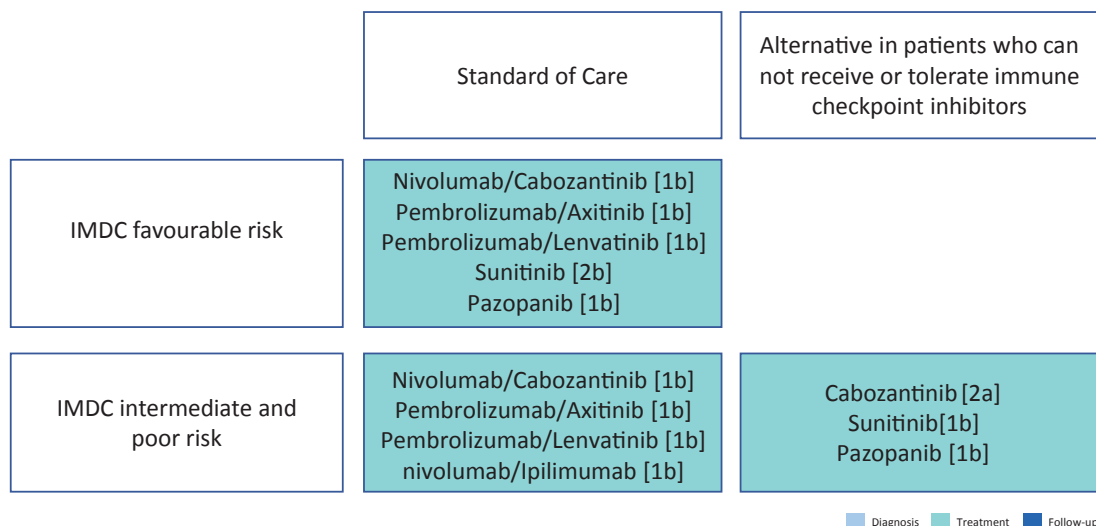 Standard of Care
Alternative in patients who can
not receive or tolerate immune
checkpoint inhibitors
IMDC favourable risk
Nivolumab/Cabozantinib [1b]
Pembrolizumab/Axitinib [1b]
Pembrolizumab/Lenvatinib [1b]
Sunitinib [2b]
Pazopanib [1b]
IMDC intermediate and
poor risk
Nivolumab/Cabozantinib [1b]
Pembrolizumab/Axitinib [1b]
Pembrolizumab/Lenvatinib [1b]
nivolumab/Ipilimumab [1b]
Cabozantinib [2a]
Sunitinib[1b]
Pazopanib [1b]
Diagnosis Treatment Follow-up